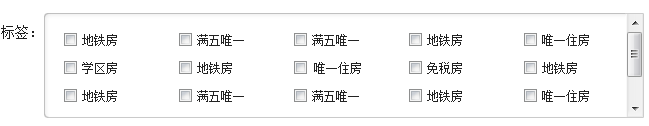 标签： 地铁房 满五唯一 满五唯一 地铁房 唯一住房
学区房 地铁房 唯一住房 免税房 地铁房
地铁房 满五唯一 满五唯一 地铁房 唯一住房